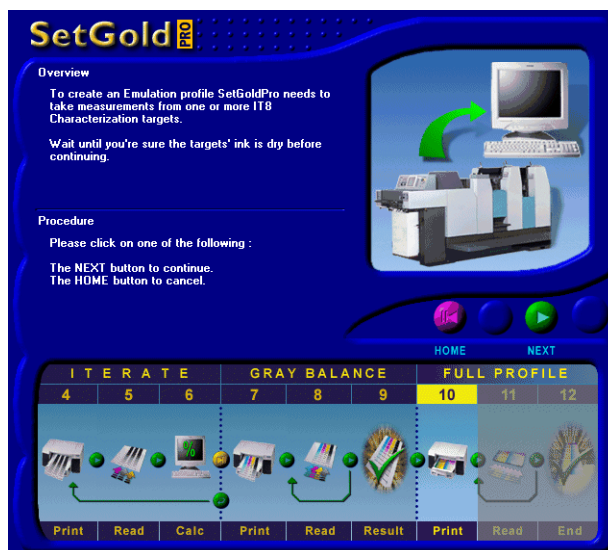 SetGold PRO
Overview
To create an Emulation profile SetGoldPro needs to
take measurements from one or more IT8
Characterization targets.
Wait until you're sure the targets' ink is dry before
continuing.
Procedure
Please click on one of the following :
The NEXT button to continue.
The HOME button to cancel.
HOME NEXT
ITERATE GRAY BALANCE FULL PROFILE
4 5 6 7 8 9 10 11 12
%
Print Read Calc Print Read Result Print Read End